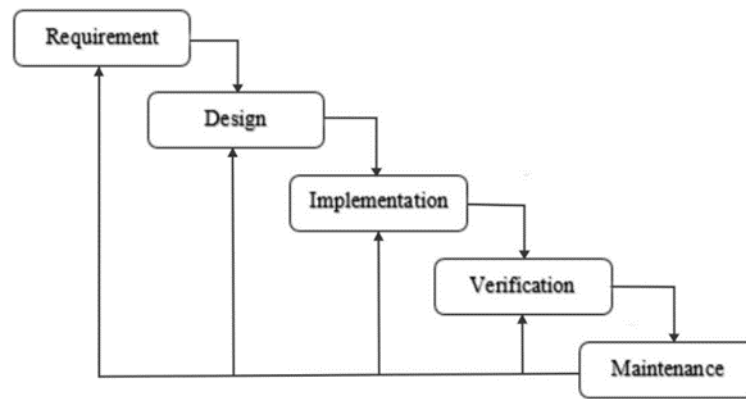 Requirement
Design
Implementation
Verification
Maintenance